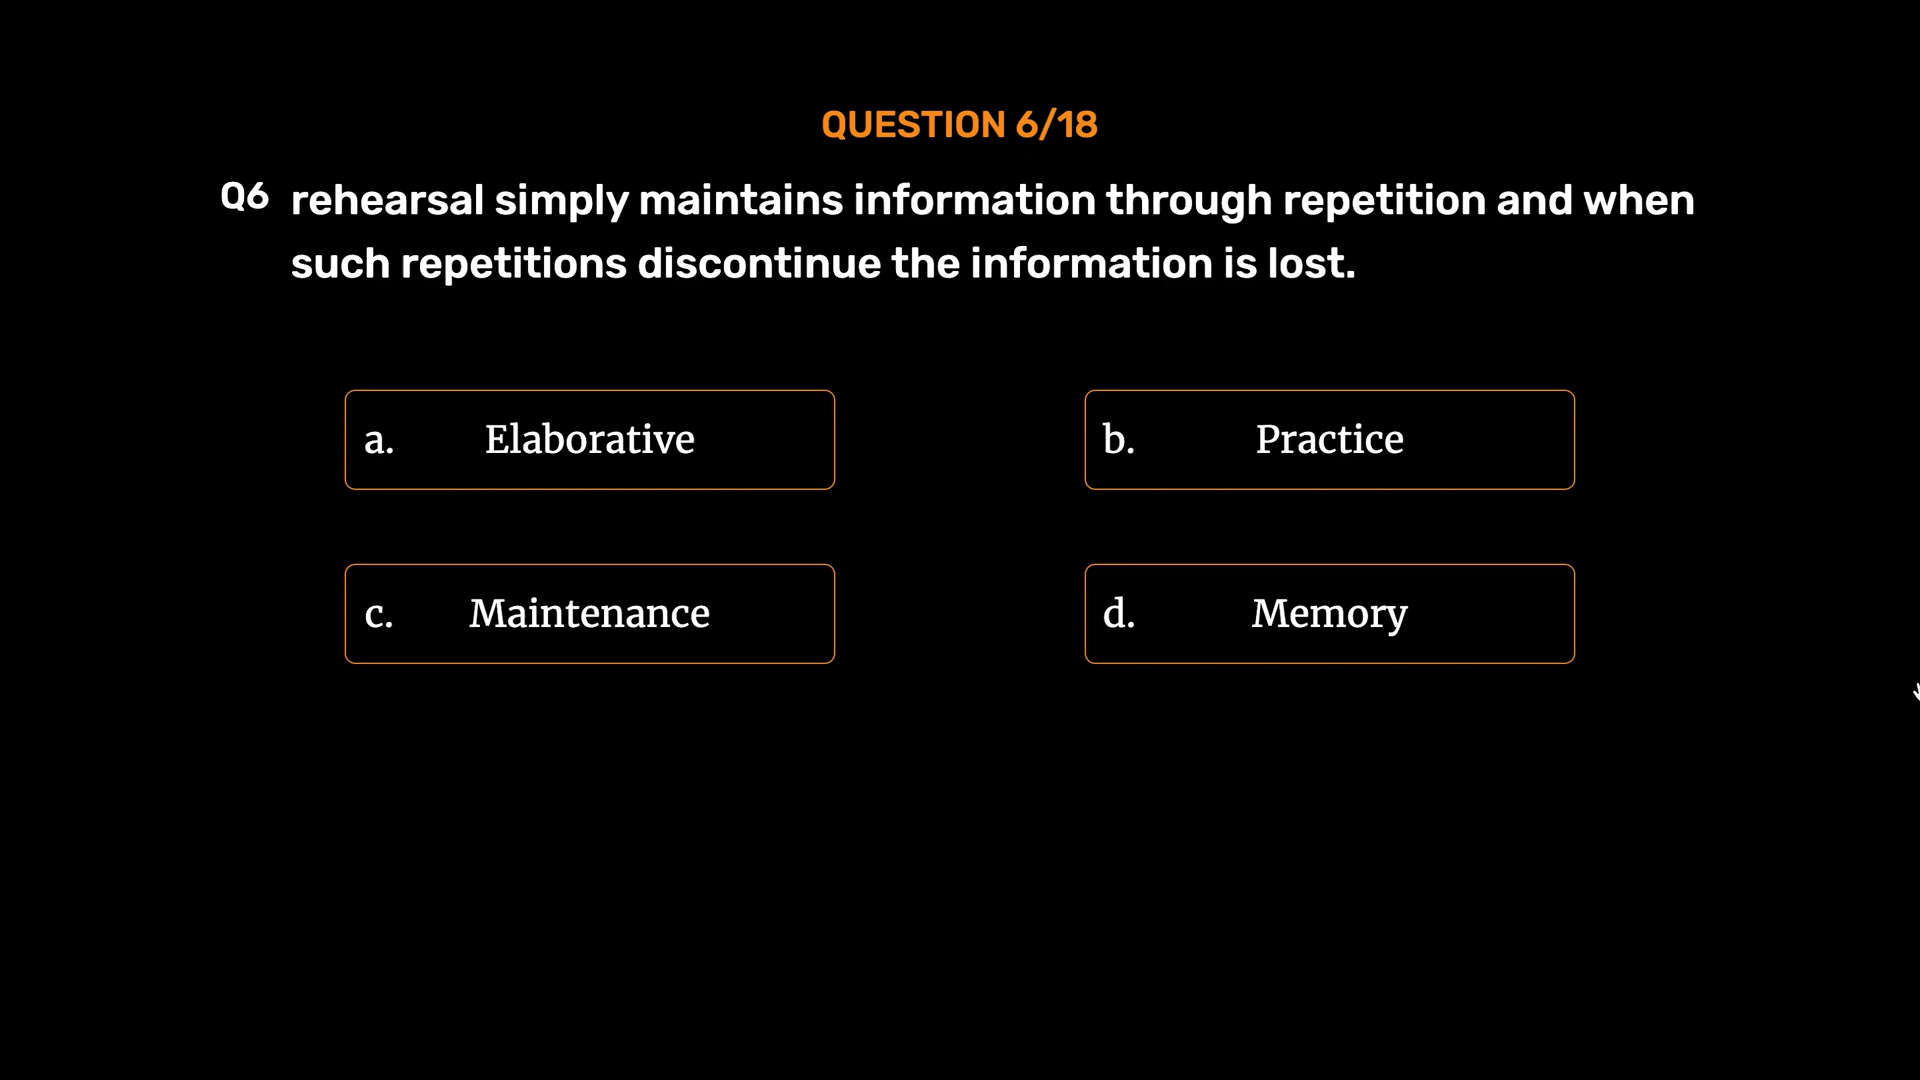 QUESTION 6/18
Q6 rehearsal simply maintains information through repetition and when
such repetitions discontinue the information is lost.
a. Elaborative
b. Practice
c. Maintenance
d. Memory